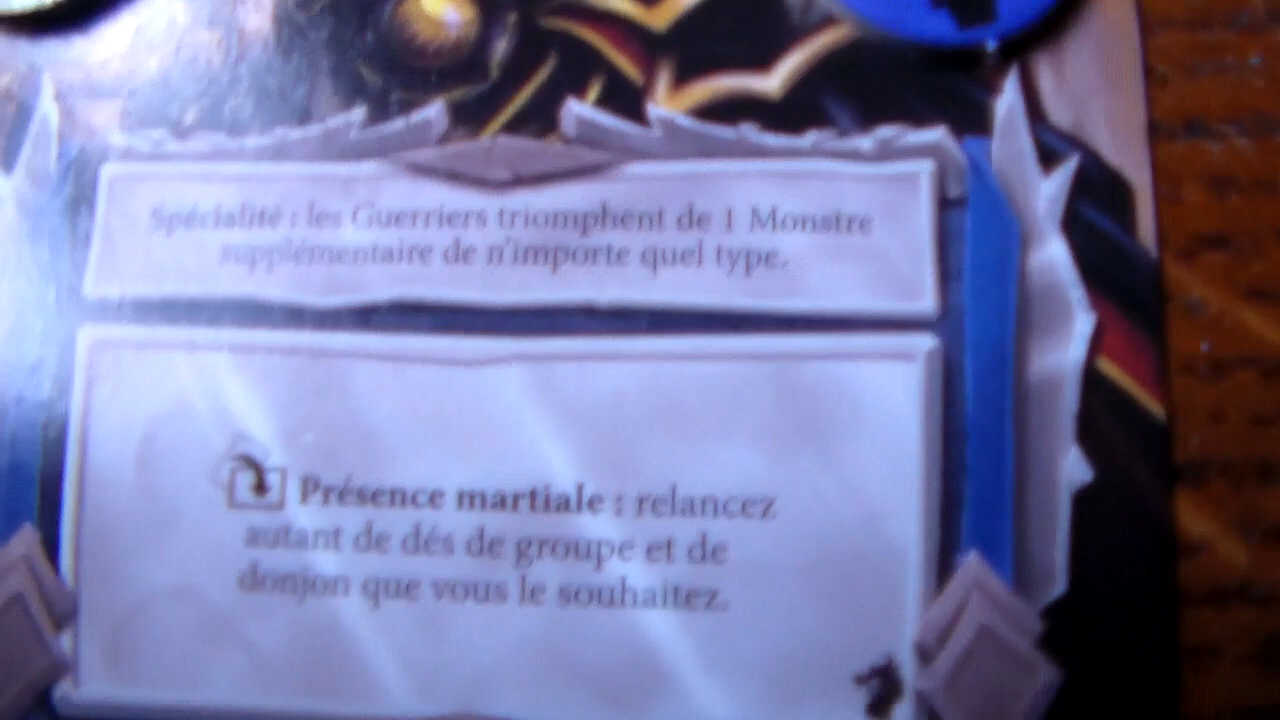 Spécialité : les Guerriers triomphent de 1 Monstre
supplémentaire de n'importe quel type.
Présence martiale : relancez
autant de dés de groupe et de
donjon que vous le souhaitez.